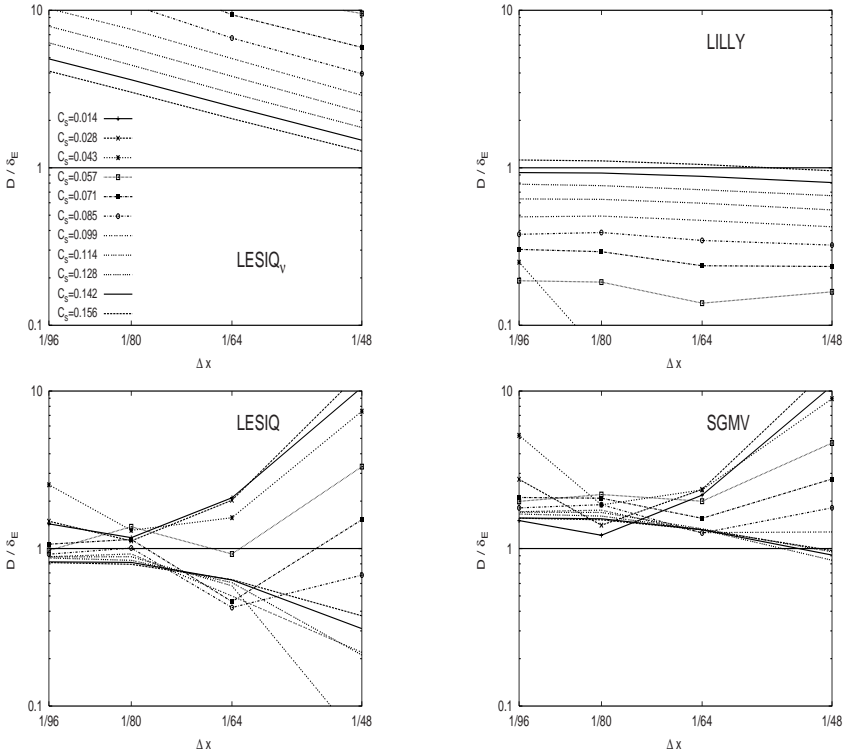 10
D / δE
1
0.1
1/96
1/80
1/64
1/48
Δ x
LESIQν
Cs=0.014
Cs=0.028
Cs=0.043
Cs=0.057
Cs=0.071
Cs=0.085
Cs=0.099
Cs=0.114
Cs=0.128
Cs=0.142
Cs=0.156
10
D / δE
1
0.1
1/96
1/80
1/64
1/48
Δ x
LILLY
10
D / δE
1
0.1
1/96
1/80
1/64
1/48
Δ x
LESIQ
10
D / δE
1
0.1
1/96
1/80
1/64
1/48
Δ x
SGMV